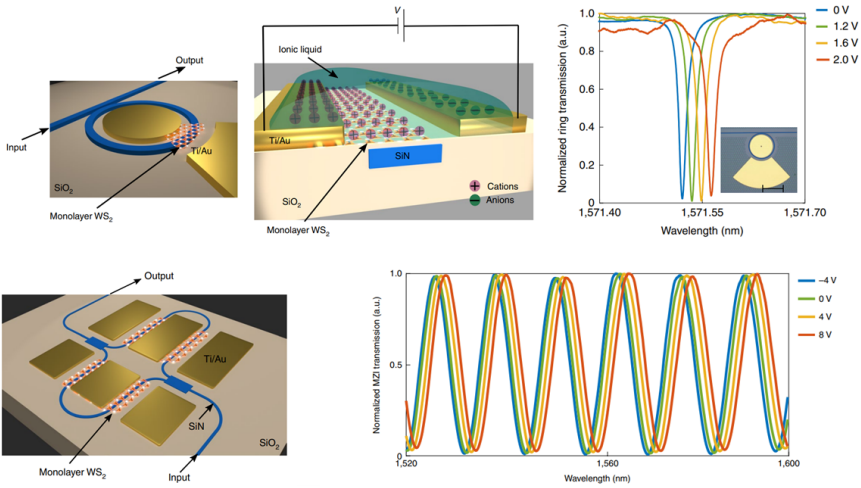 Output
Input
Ti/Au
SiO2
Monolayer WS2
V
Ionic liquid
Ti/Au
SiN
SiO2
Cations
Anions
Monolayer WS2
Normalized ring transmission (a.u.)
1.0
0.8
0.6
0.4
0.2
0
1,571.40
1,571.55
1,571.70
Wavelength (nm)
0 V
1.2 V
1.6 V
2.0 V
Output
Ti/Au
SiN
SiO2
Monolayer WS2
Input
Normalized MZI transmission (a.u.)
1.0
0.5
0
1,520
1,560
1,600
Wavelength (nm)
–4 V
0 V
4 V
8 V